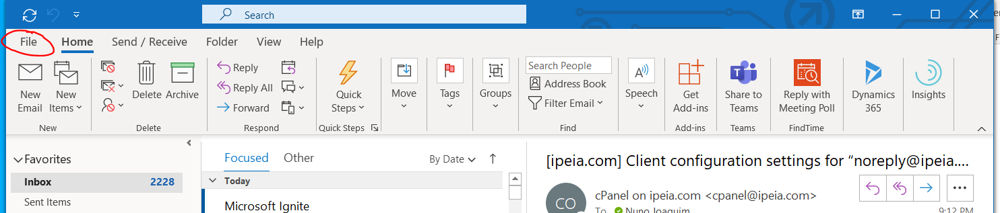 Search
File Home Send / Receive Folder View Help
New Email
New Items
New
Delete
Archive
Delete
Reply
Reply All
Forward
Respond
Quick Steps
Quick Steps
Move
Tags
Groups
Search People
Address Book
Filter Email
Find
Speech
Get Add-ins
Add-ins
Share to Teams
Teams
Reply with Meeting Poll
FindTime
Dynamics 365
Insights
Favorites
Inbox 2228
Sent Items
Focused Other By Date
Today
Microsoft Ignite
[ipeia.com] Client configuration settings for “noreply@ipeia....
CO
cPanel on ipeia.com <cpanel@ipeia.com>
To Nuno Joaquim
9:12 PM